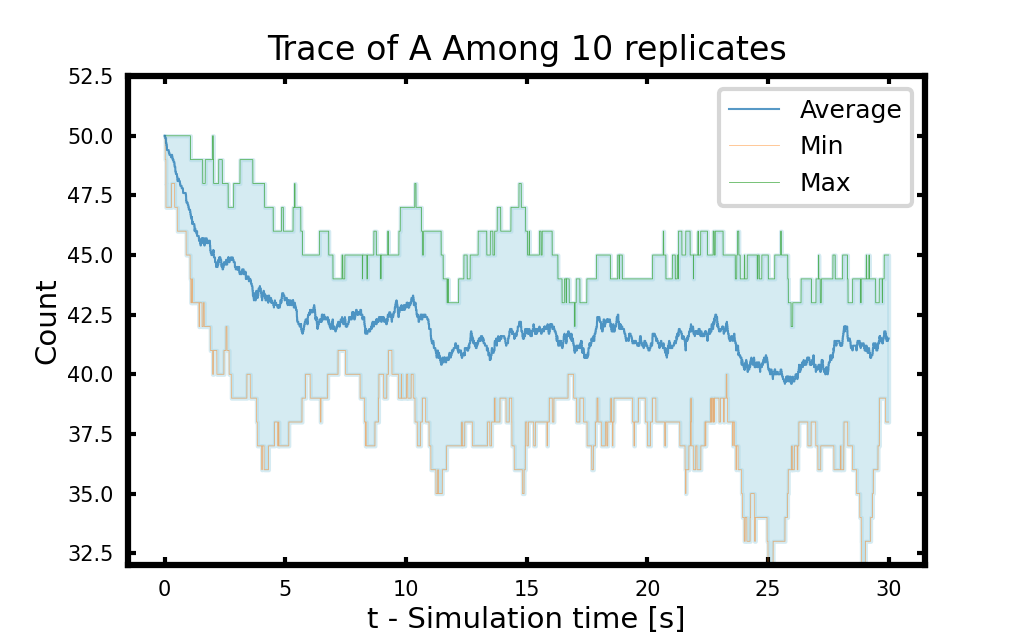 Trace of A Among 10 replicates
52.5
50.0
47.5
45.0
42.5
40.0
37.5
35.0
32.5
Count
Average
Min
Max
0 5 10 15 20 25 30
t - Simulation time [s]